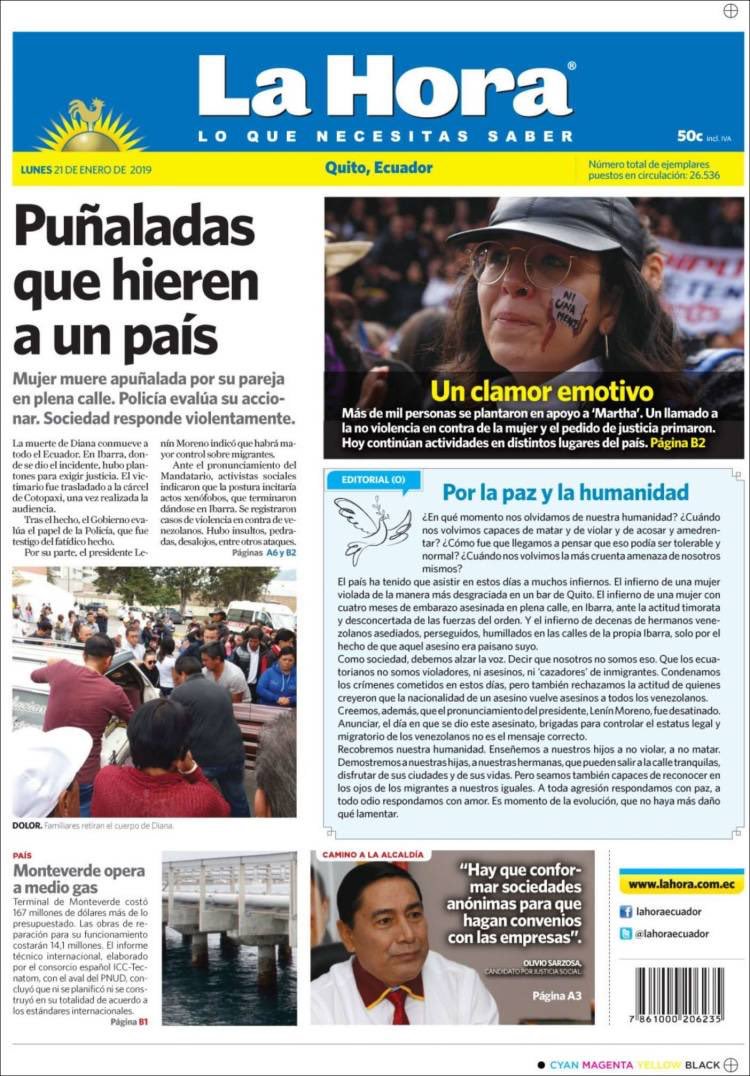 La Hora®
LO QUE NECESITAS SABER
50c incl. IVA
LUNES 21 DE ENERO DE 2019
Quito, Ecuador
Número total de ejemplares
puestos en circulación: 26.536
Puñaladas
que hieren
a un país
Mujer muere apuñalada por su pareja
en plena calle. Policía evalúa su accio-
nar. Sociedad responde violentamente.
La muerte de Diana conmueve a
todo el Ecuador. En Ibarra, don-
de se dio el incidente, hubo plan-
tones para exigir justicia. El vic-
timario fue trasladado a la cárcel
de Cotopaxi, una vez realizada la
audiencia.
Tras el hecho, el Gobierno eva-
lúa el papel de la Policía, que fue
testigo del fatídico hecho.
Por su parte, el presidente Le-
nín Moreno indicó que habrá ma-
yor control sobre migrantes.
Ante el pronunciamiento del
Mandatario, activistas sociales
indicaron que la postura incitaría
actos xenófobos, que terminaron
dándose en Ibarra. Se registraron
casos de violencia en contra de ve-
nezolanos. Hubo insultos, pedra-
das, desalojos, entre otros ataques.
Páginas A6 y B2
NI
UNA
MENOS
Un clamor emotivo
Más de mil personas se plantaron en apoyo a ‘Martha’. Un llamado a
la no violencia en contra de la mujer y el pedido de justicia primaron.
Hoy continúan actividades en distintos lugares del país. Página B2
EDITORIAL (O)
Por la paz y la humanidad
¿En qué momento nos olvidamos de nuestra humanidad? ¿Cuándo
nos volvimos capaces de matar y de violar y de acosar y amedren-
tar? ¿Cómo fue que llegamos a pensar que eso podía ser tolerable y
normal? ¿Cuándo nos volvimos la más cruenta amenaza de nosotros
mismos?
El país ha tenido que asistir en estos días a muchos infiernos. El infierno de una mujer
violada de la manera más desgraciada en un bar de Quito. El infierno de una mujer con
cuatro meses de embarazo asesinada en plena calle, en Ibarra, ante la actitud timorata
y desconcertada de las fuerzas del orden. Y el infierno de decenas de hermanos vene-
zolanos asediados, perseguidos, humillados en las calles de la propia Ibarra, solo por el
hecho de que aquel asesino era paisano suyo.
Como sociedad, debemos alzar la voz. Decir que nosotros no somos eso. Que los ecua-
torianos no somos violadores, ni asesinos, ni ‘cazadores’ de inmigrantes. Condenamos
los crímenes cometidos en estos días, pero también rechazamos la actitud de quienes
creyeron que la nacionalidad de un asesino vuelve asesinos a todos los venezolanos.
Creemos, además, que el pronunciamiento del presidente, Lenín Moreno, fue desatinado.
Anunciar, el día en que se dio este asesinato, brigadas para controlar el estatus legal y
migratorio de los venezolanos no es el mensaje correcto.
Recobremos nuestra humanidad. Enseñemos a nuestros hijos a no violar, a no matar.
Demostremos a nuestras hijas, a nuestras hermanas, que pueden salir a la calle tranquilas,
disfrutar de sus ciudades y de sus vidas. Pero seamos también capaces de reconocer en
los ojos de los migrantes a nuestros iguales. A toda agresión respondamos con paz, a
todo odio respondamos con amor. Es momento de la evolución, que no haya más daño
qué lamentar.
DOLOR. Familiares retiran el cuerpo de Diana.
PAÍS
Monteverde opera
a medio gas
Terminal de Monteverde costó
167 millones de dólares más de lo
presupuestado. Las obras de re-
paración para su funcionamiento
costarán 14,1 millones. El informe
técnico internacional, elaborado
por el consorcio español ICC-Tec-
natom, con el aval del PNUD, con-
cluyó que ni se planificó ni se cons-
truyó en su totalidad de acuerdo a
los estándares internacionales.
Página B1
CAMINO A LA ALCALDÍA
“Hay que confor-
mar sociedades
anónimas para que
hagan convenios
con las empresas”.
OLIVIO SARZOSA,
CANDIDATO POR JUSTICIA SOCIAL
Página A3
www.lahora.com.ec
lahoraecuador
@lahoraecuador
7 861000 206235
CYAN MAGENTA YELLOW BLACK